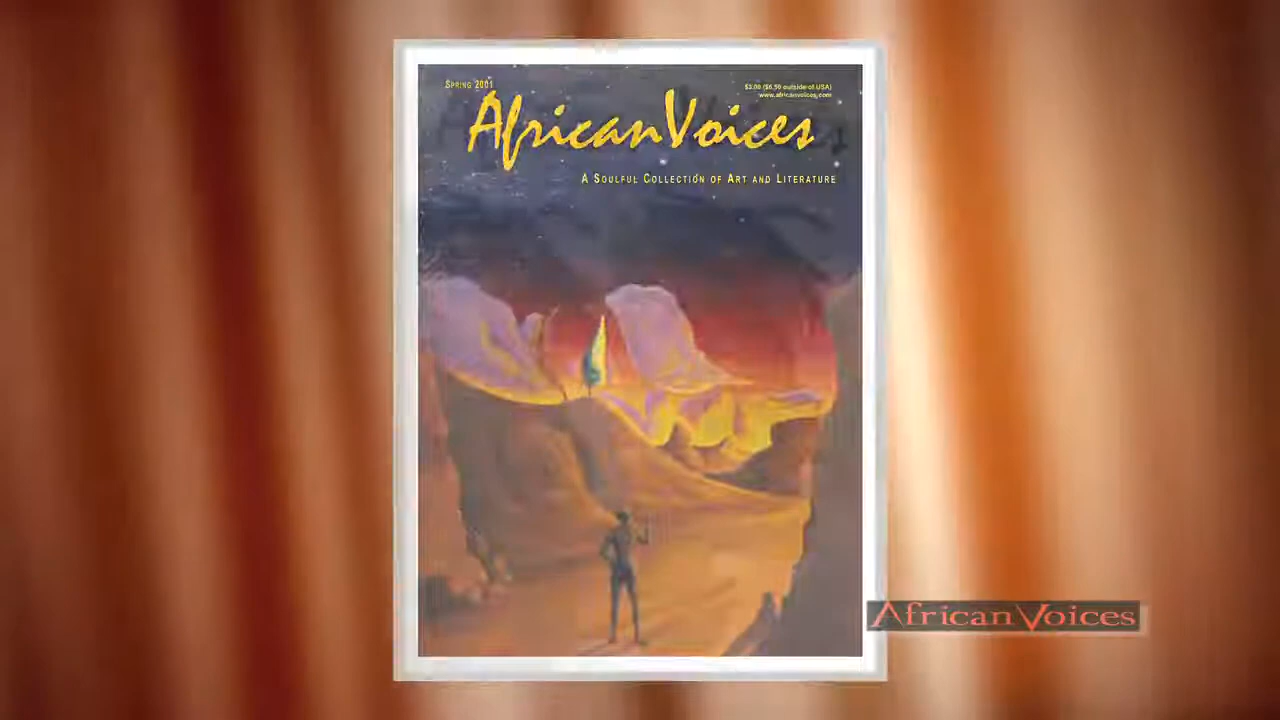 SPRING 2001
$3.00 ($6.50 outside of USA)
www.africanvoices.com
AfricanVoices
A SOULFUL COLLECTION OF ART AND LITERATURE
AfricanVoices